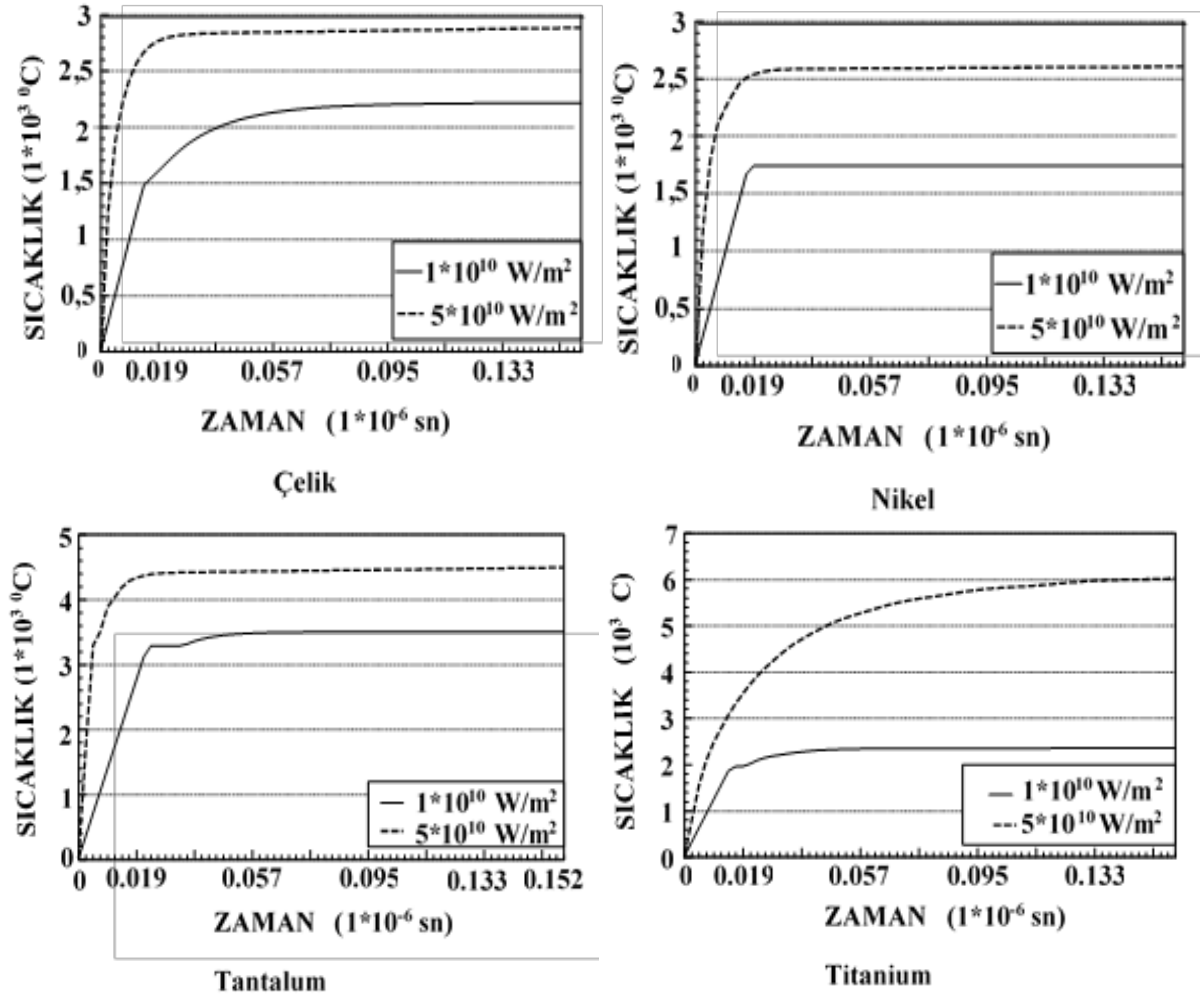 SICAKLIK (1*10³ ⁰C)
3
2,5
2
1,5
1
0,5
0
1*10¹⁰ W/m²
5*10¹⁰ W/m²
0 0.019 0.057 0.095 0.133
ZAMAN (1*10⁻⁶ sn)
Çelik
SICAKLIK (1*10³ ⁰C)
3
2.5
2
1,5
1
0,5
0
1*10¹⁰ W/m²
5*10¹⁰ W/m²
0 0.019 0.057 0.095 0.133
ZAMAN (1*10⁻⁶ sn)
Nikel
SICAKLIK (1*10³ ⁰C)
5
4
3
2
1
0
1*10¹⁰ W/m²
5*10¹⁰ W/m²
0 0.019 0.057 0.095 0.133 0.152
ZAMAN (1*10⁻⁶ sn)
Tantalum
SICAKLIK (10³ C)
7
6
5
4
3
2
1
0
1*10¹⁰ W/m²
5*10¹⁰ W/m²
0 0.019 0.057 0.095 0.133
ZAMAN (1*10⁻⁶ sn)
Titanium